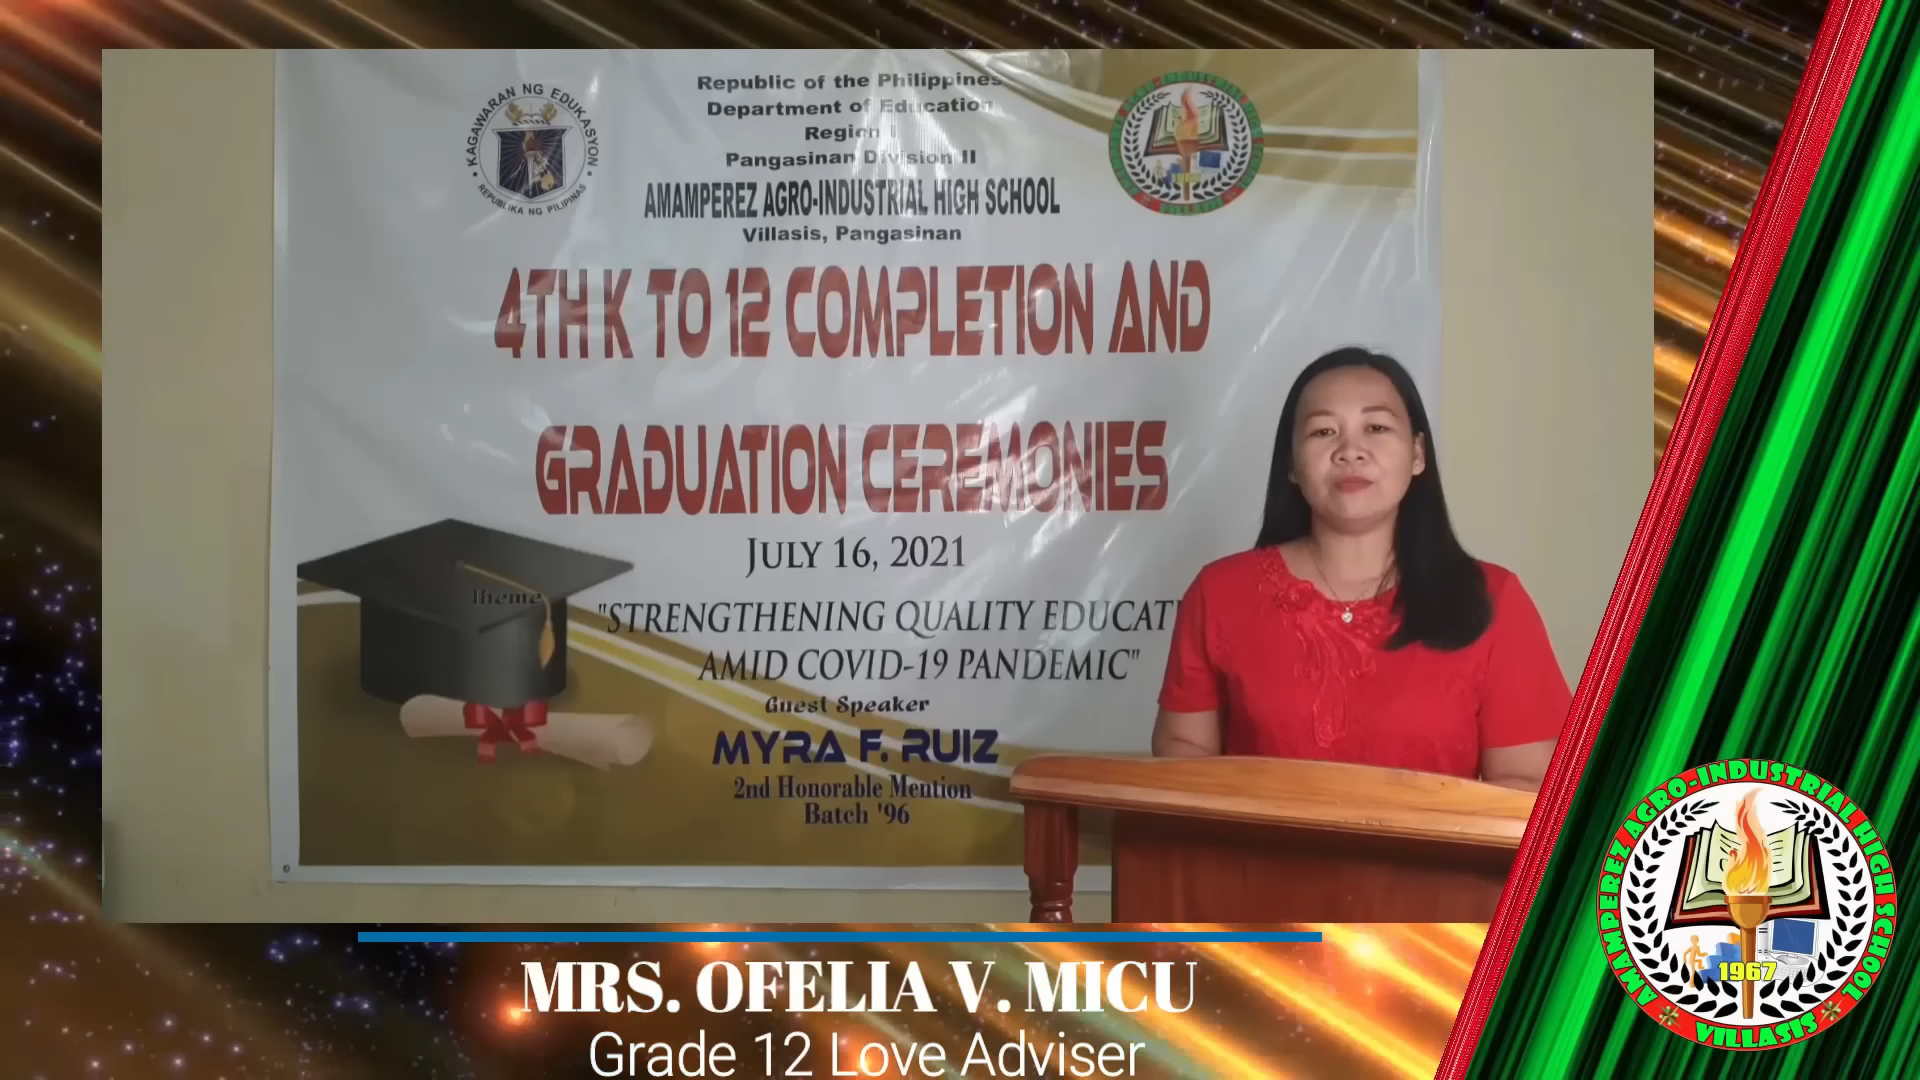 KAGAWARAN NG EDUKASYON
REPUBLIKA NG PILIPINAS
Republic of the Philippines
Department of Education
Region I
Pangasinan Division II
AMAMPEREZ AGRO-INDUSTRIAL HIGH SCHOOL
Villasis, Pangasinan
4TH K TO 12 COMPLETION AND
GRADUATION CEREMONIES
JULY 16, 2021
Theme
"STRENGTHENING QUALITY EDUCATI
AMID COVID-19 PANDEMIC"
Guest Speaker
MYRA F. RUIZ
2nd Honorable Mention
Batch '96
MRS. OFELIA V. MICU
Grade 12 Love Adviser
AMAMPEREZ AGRO-INDUSTRIAL HIGH SCHOOL
1967
VILLASIS